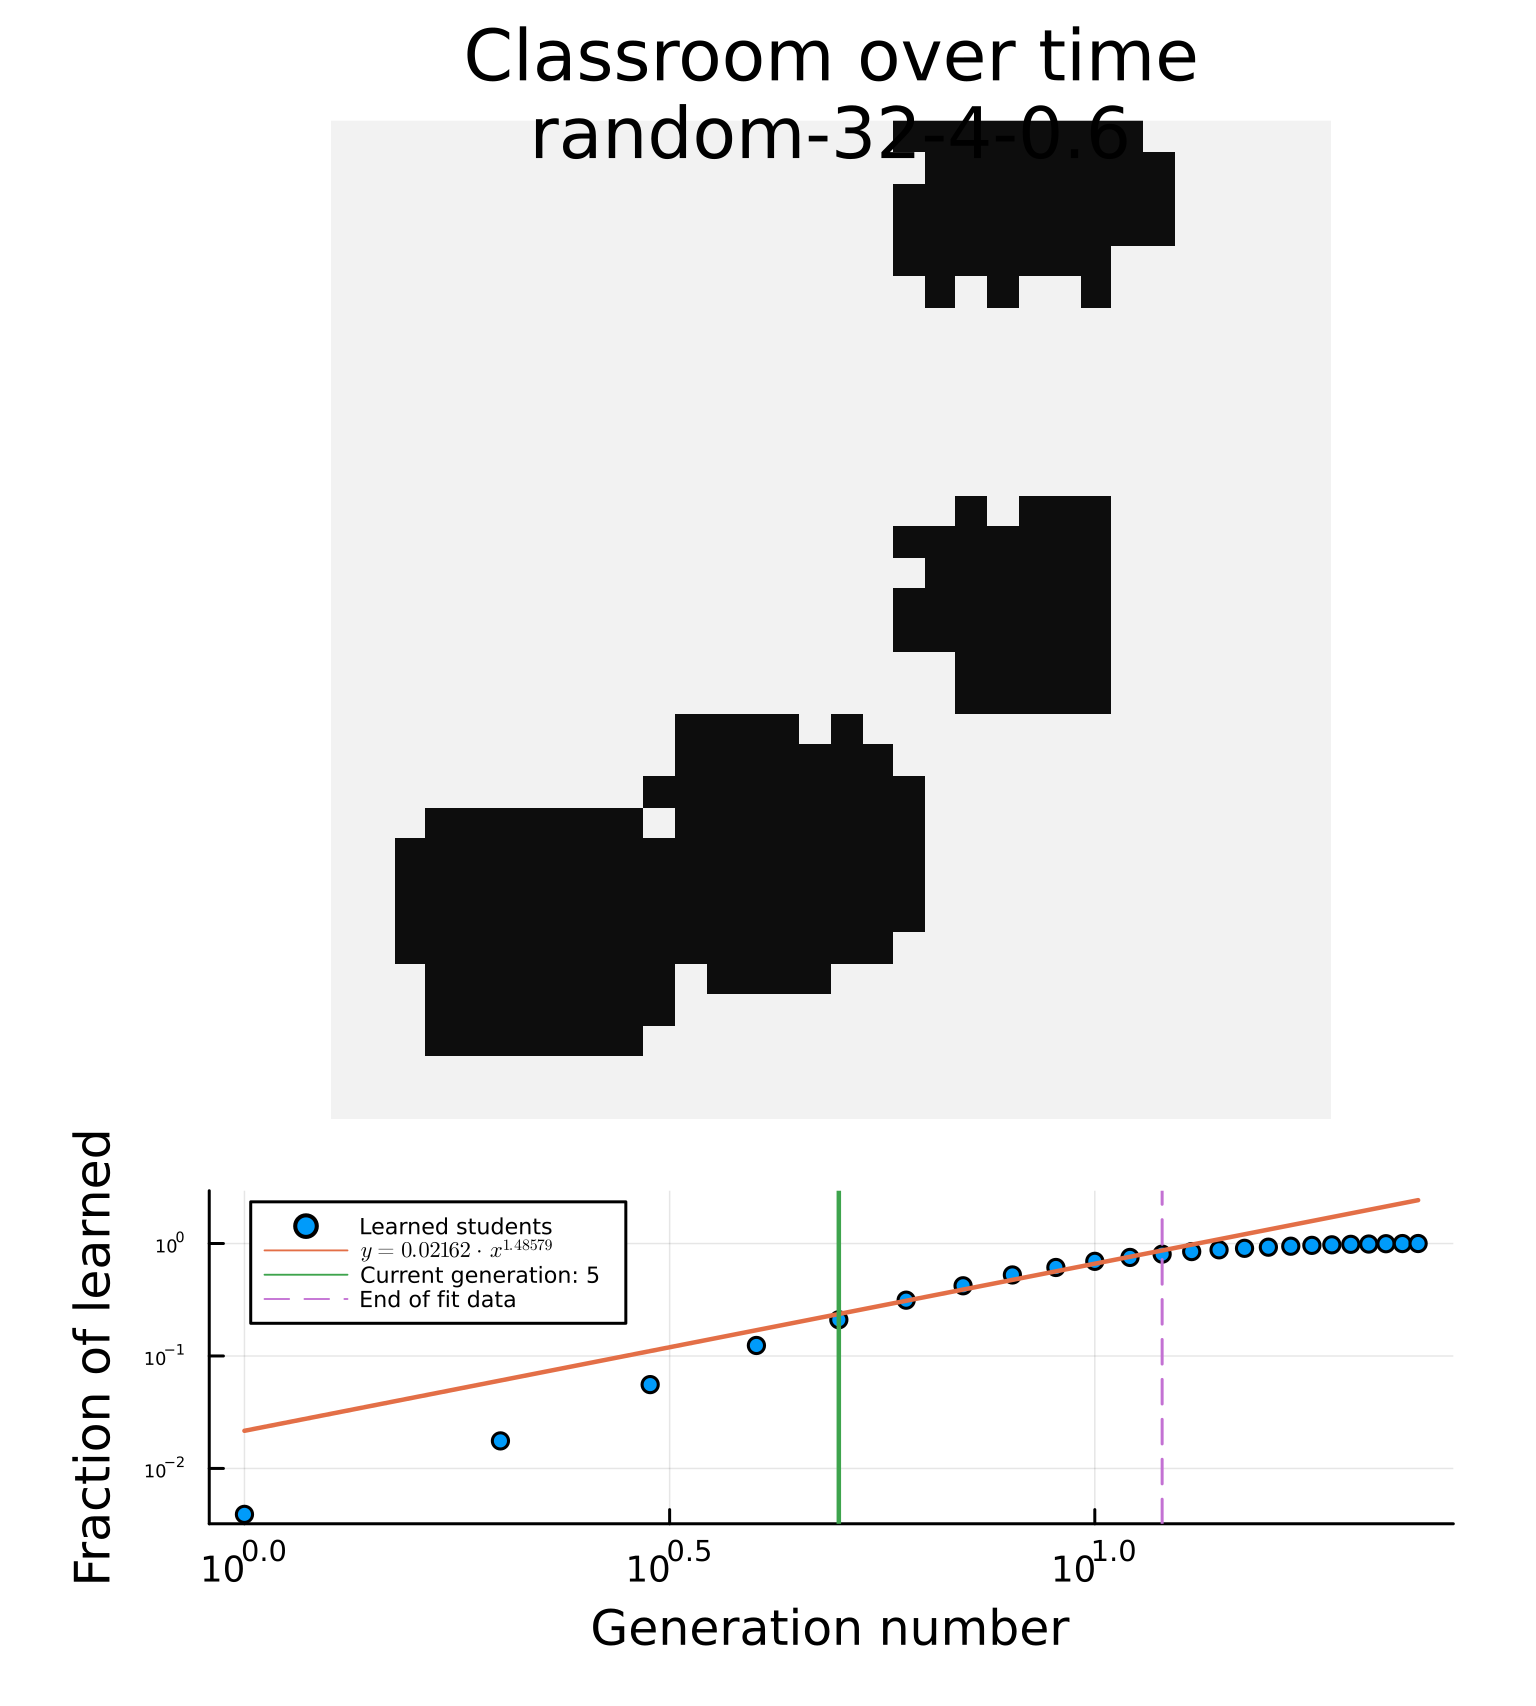 Classroom over time
random-32-4-0.6
Fraction of learned
10^0
10^-1
10^-2
Learned students
y = 0.02162 · x^1.48579
Current generation: 5
End of fit data
10^0.0 10^0.5 10^1.0
Generation number